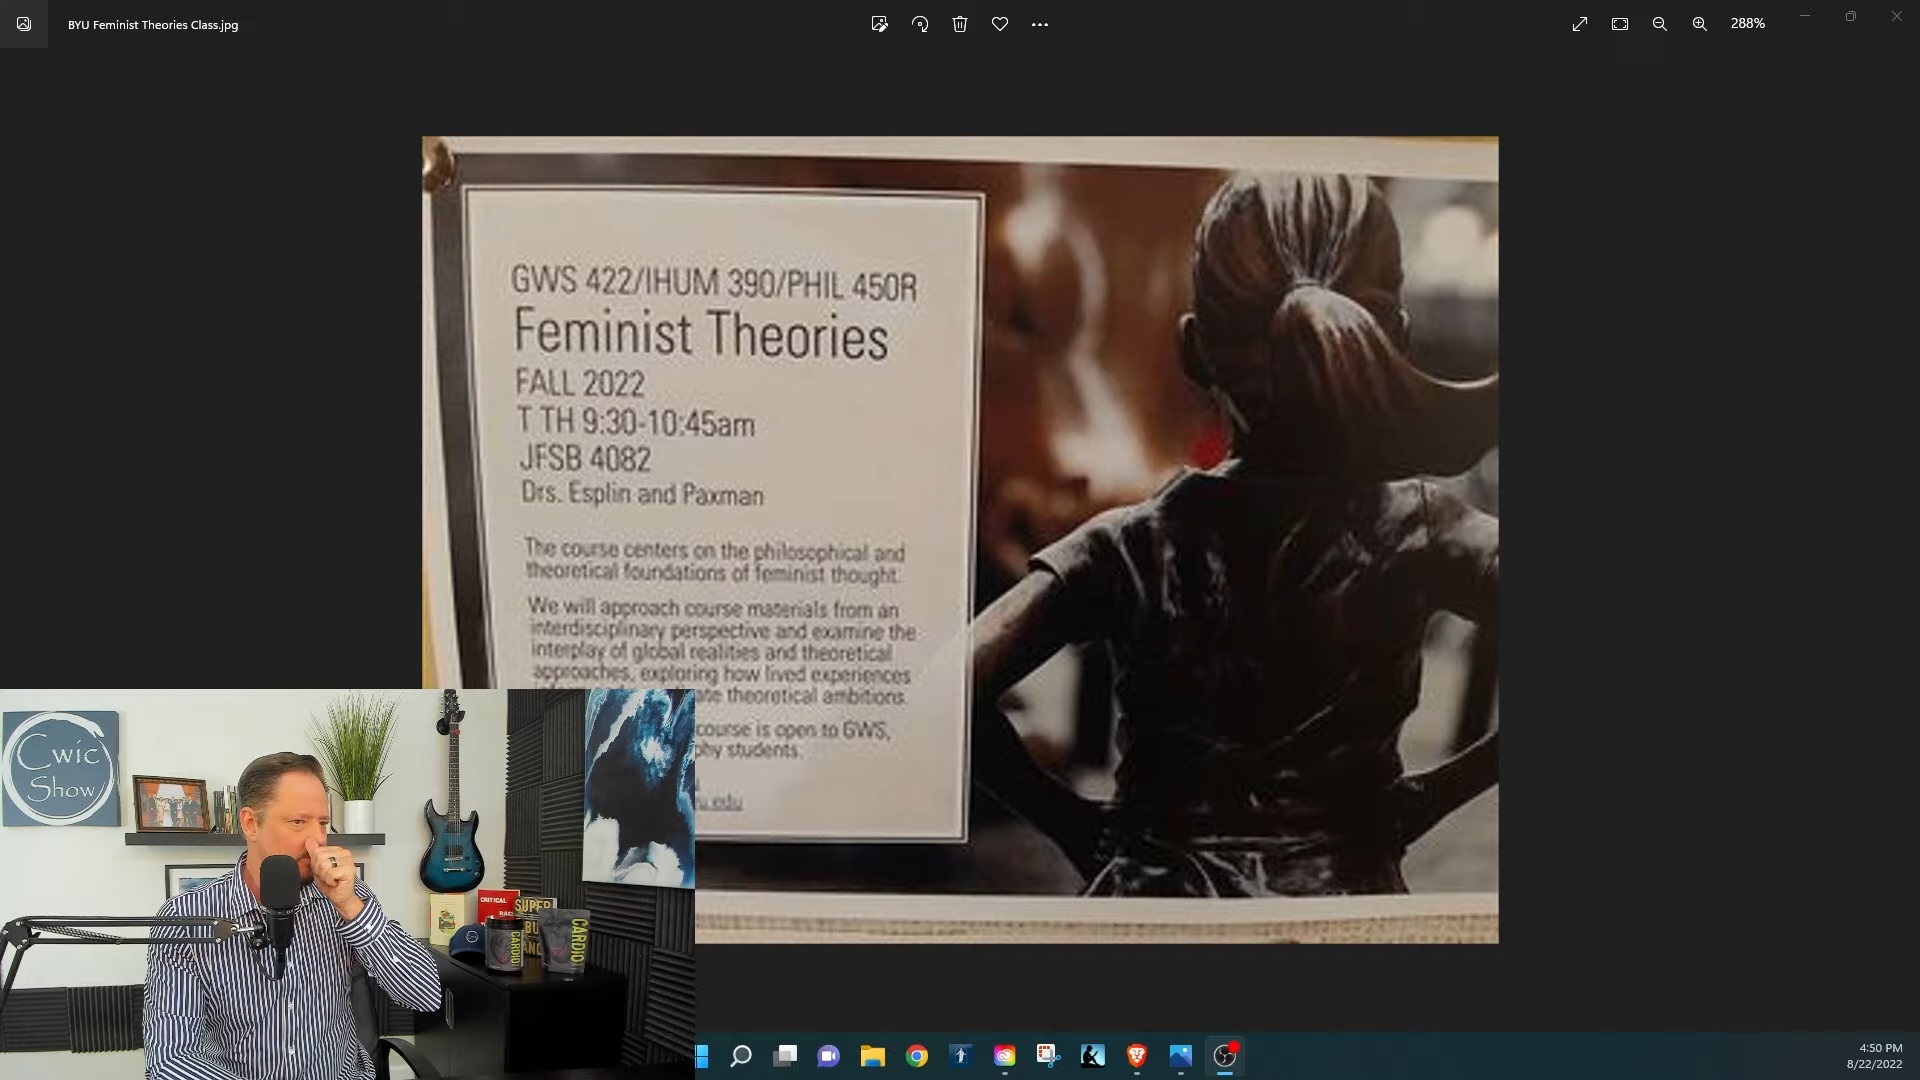 BYU Feminist Theories Class.jpg
288%
GWS 422/IHUM 390/PHIL 450R
Feminist Theories
FALL 2022
T TH 9:30-10:45am
JFSB 4082
Drs. Esplin and Paxman
The course centers on the philosophical and
theoretical foundations of feminist thought.
We will approach course materials from an
interdisciplinary perspective and examine the
interplay of global realities and theoretical
approaches, exploring how lived experiences
theoretical ambitions.
course is open to GWS,
students.
Cwic
Show
CRITICAL
SUPER
CARDIO
CARDIO
4:50 PM
8/22/2022